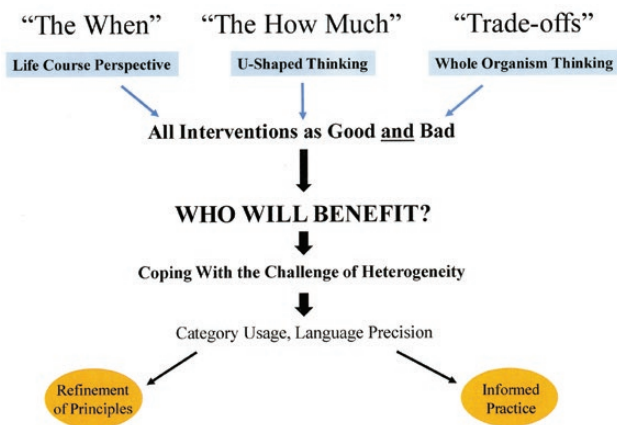 “The When” “The How Much” “Trade-offs”
Life Course Perspective U-Shaped Thinking Whole Organism Thinking
All Interventions as Good and Bad
WHO WILL BENEFIT?
Coping With the Challenge of Heterogeneity
Category Usage, Language Precision
Refinement
of Principles
Informed
Practice